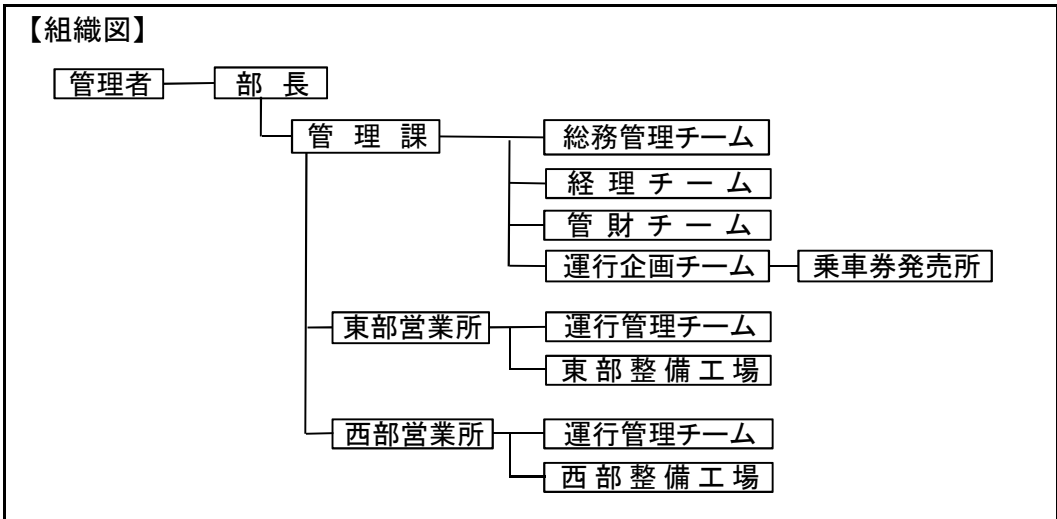 【組織図】
管理者
部 長
管 理 課
総務管理チーム
経 理 チ ー ム
管 財 チ ー ム
運行企画チーム
乗車券発売所
東部営業所
運行管理チーム
東 部 整 備 工 場
西部営業所
運行管理チーム
西 部 整 備 工 場